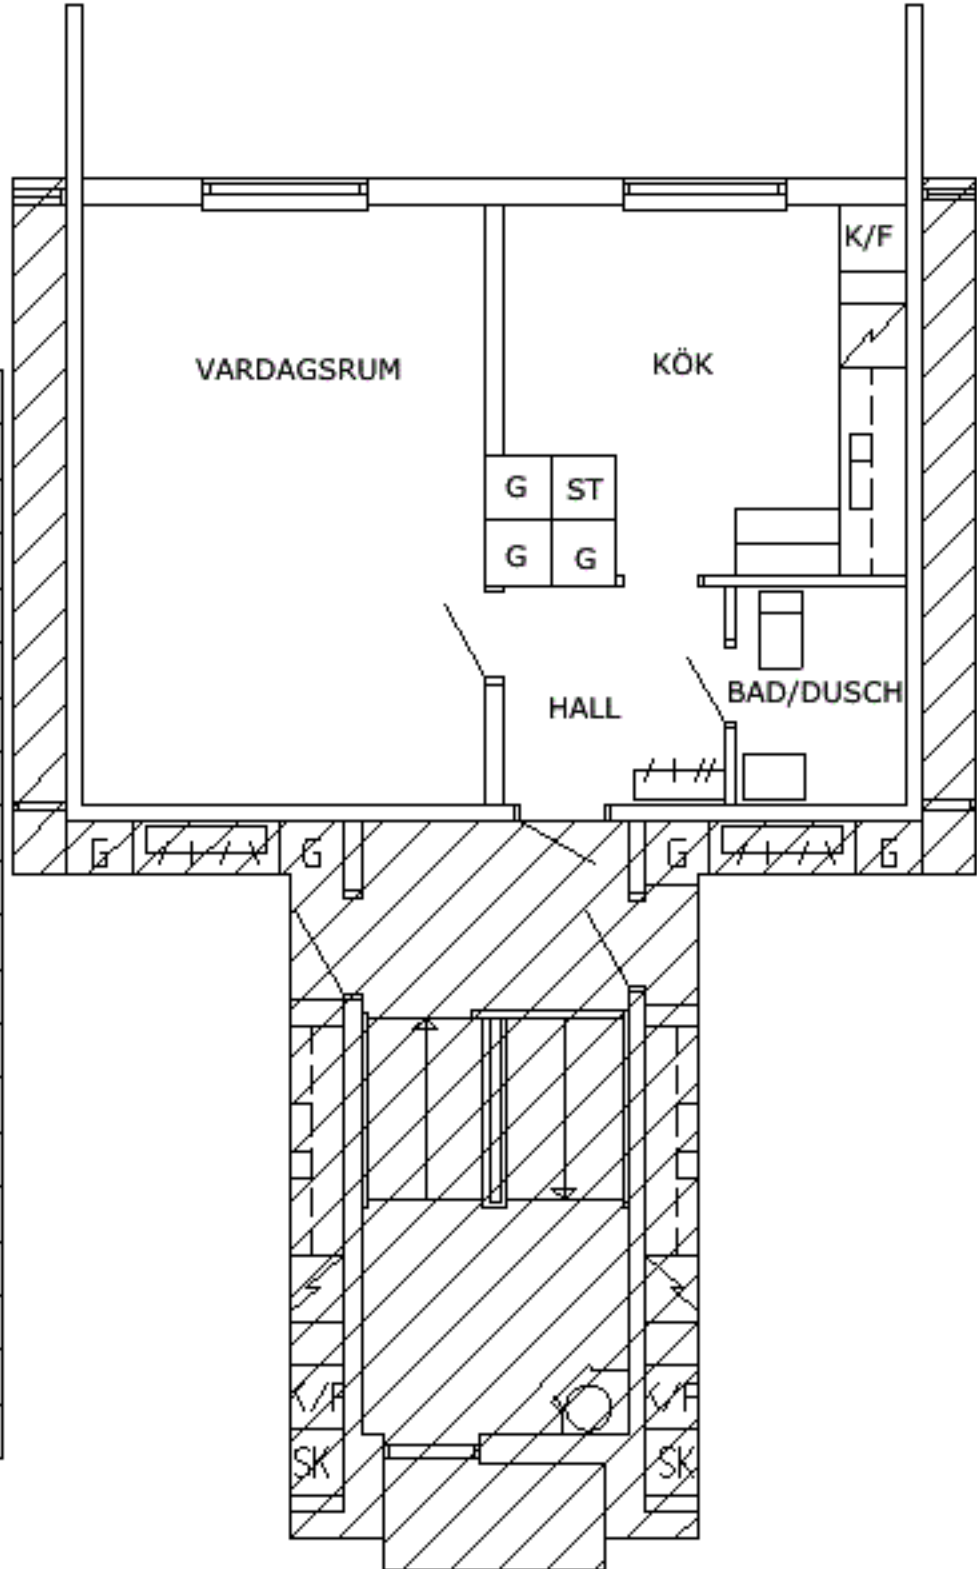 K/F
VARDAGSRUM
KÖK
G ST
G G
BAD/DUSCH
HALL
G G G G
SK SK